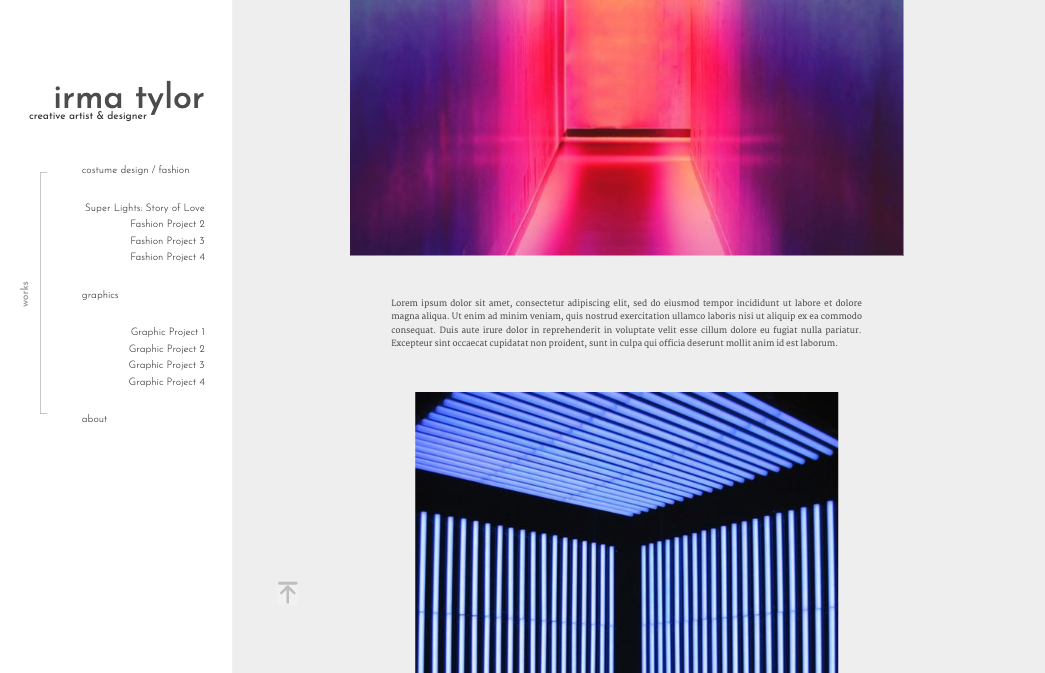 irma tylor
creative artist & designer
costume design / fashion
Super Lights: Story of Love
Fashion Project 2
Fashion Project 3
Fashion Project 4
works
graphics
Graphic Project 1
Graphic Project 2
Graphic Project 3
Graphic Project 4
about
Lorem ipsum dolor sit amet, consectetur adipiscing elit, sed do eiusmod tempor incididunt ut labore et dolore
magna aliqua. Ut enim ad minim veniam, quis nostrud exercitation ullamco laboris nisi ut aliquip ex ea commodo
consequat. Duis aute irure dolor in reprehenderit in voluptate velit esse cillum dolore eu fugiat nulla pariatur.
Excepteur sint occaecat cupidatat non proident, sunt in culpa qui officia deserunt mollit anim id est laborum.